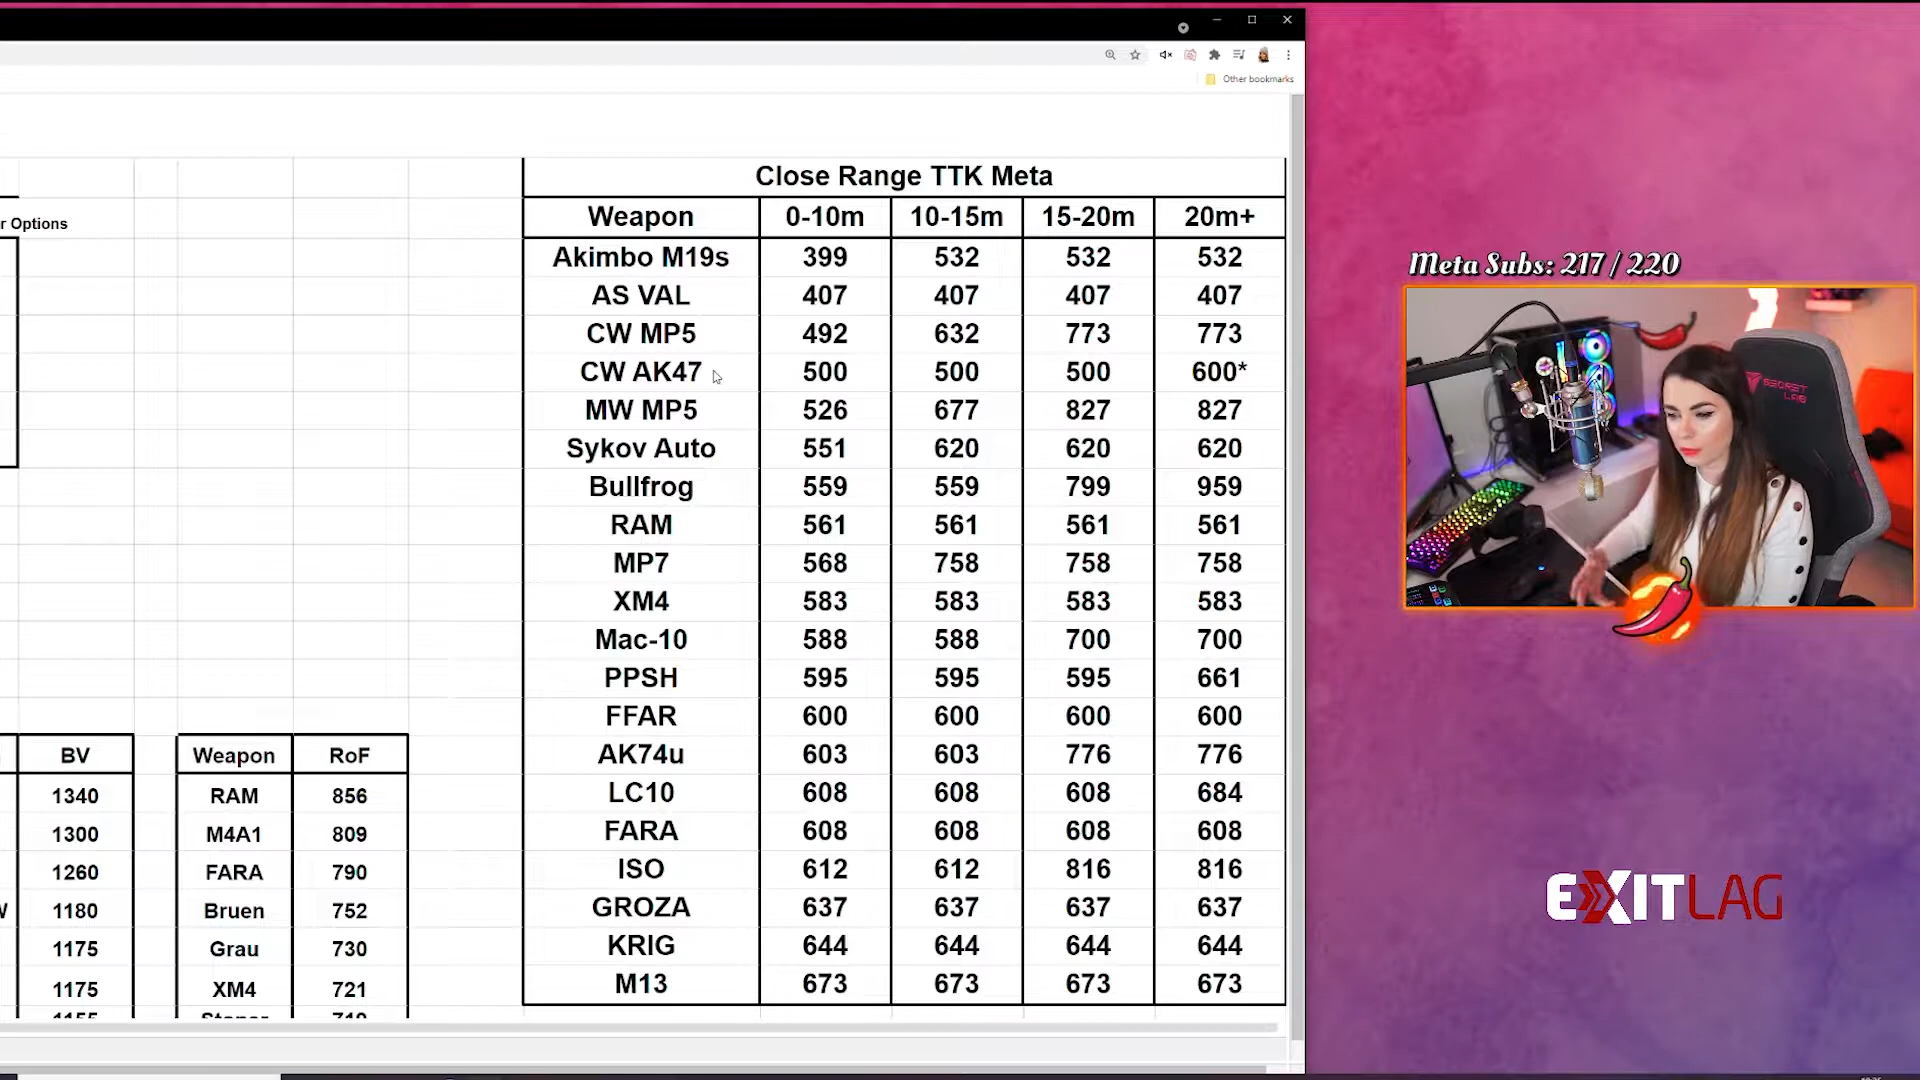 Other bookmarks
r Options
Close Range TTK Meta
Weapon 0-10m 10-15m 15-20m 20m+
Akimbo M19s 399 532 532 532
AS VAL 407 407 407 407
CW MP5 492 632 773 773
CW AK47 500 500 500 600*
MW MP5 526 677 827 827
Sykov Auto 551 620 620 620
Bullfrog 559 559 799 959
RAM 561 561 561 561
MP7 568 758 758 758
XM4 583 583 583 583
Mac-10 588 588 700 700
PPSH 595 595 595 661
FFAR 600 600 600 600
AK74u 603 603 776 776
LC10 608 608 608 684
FARA 608 608 608 608
ISO 612 612 816 816
GROZA 637 637 637 637
KRIG 644 644 644 644
M13 673 673 673 673
BV
1340
1300
1260
1180
1175
1175
Weapon RoF
RAM 856
M4A1 809
FARA 790
Bruen 752
Grau 730
XM4 721
Meta Subs: 217 / 220
SECRET
LAB
EXITLAG